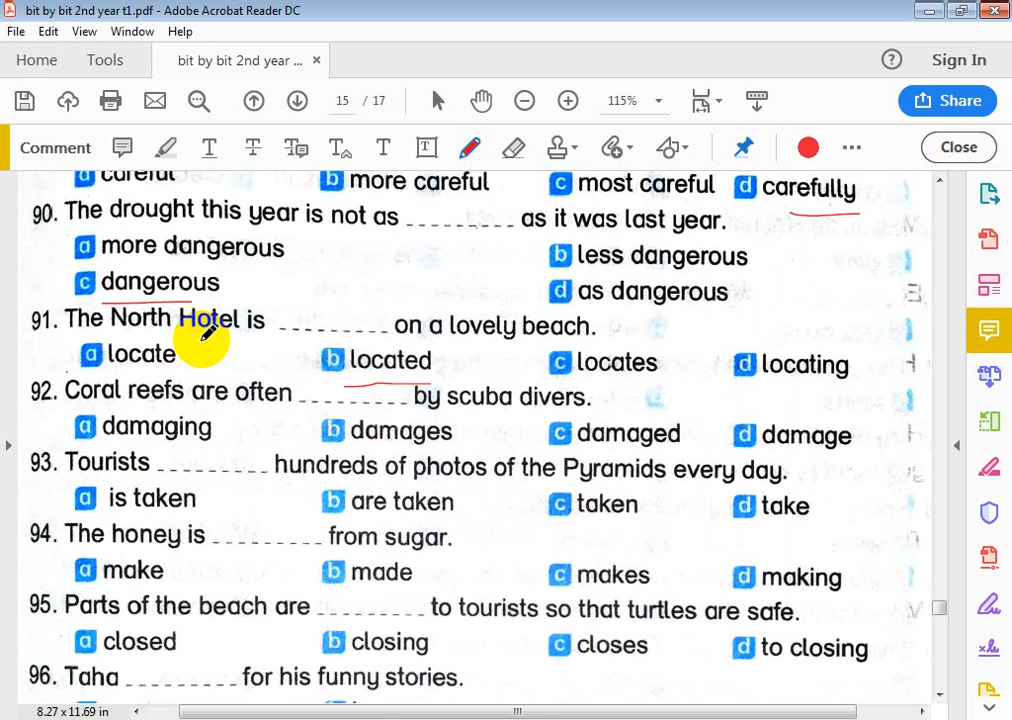 bit by bit 2nd year t1.pdf - Adobe Acrobat Reader DC
File Edit View Window Help
Home Tools bit by bit 2nd year ... × Sign In
15 / 17 115% Share
Comment Close
a careful b more careful c most careful d carefully
90. The drought this year is not as _ _ _ _ _ _ _ _ as it was last year.
a more dangerous b less dangerous
c dangerous d as dangerous
91. The North Hotel is _ _ _ _ _ _ _ _ on a lovely beach.
a locate b located c locates d locating
92. Coral reefs are often _ _ _ _ _ _ _ _ by scuba divers.
a damaging b damages c damaged d damage
93. Tourists _ _ _ _ _ _ _ _ hundreds of photos of the Pyramids every day.
a is taken b are taken c taken d take
94. The honey is _ _ _ _ _ _ _ _ from sugar.
a make b made c makes d making
95. Parts of the beach are _ _ _ _ _ _ _ _ to tourists so that turtles are safe.
a closed b closing c closes d to closing
96. Taha _ _ _ _ _ _ _ _ for his funny stories.
8.27 x 11.69 in